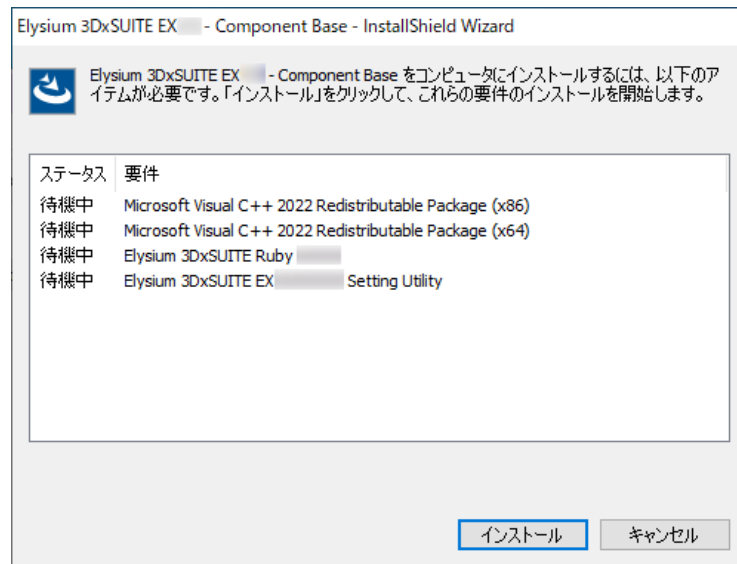 Elysium 3DxSUITE EX - Component Base - InstallShield Wizard
Elysium 3DxSUITE EX - Component Base をコンピュータにインストールするには、以下のア
イテムが必要です。「インストール」をクリックして、これらの要件のインストールを開始します。
ステータス 要件
待機中 Microsoft Visual C++ 2022 Redistributable Package (x86)
待機中 Microsoft Visual C++ 2022 Redistributable Package (x64)
待機中 Elysium 3DxSUITE Ruby
待機中 Elysium 3DxSUITE EX Setting Utility
インストール キャンセル